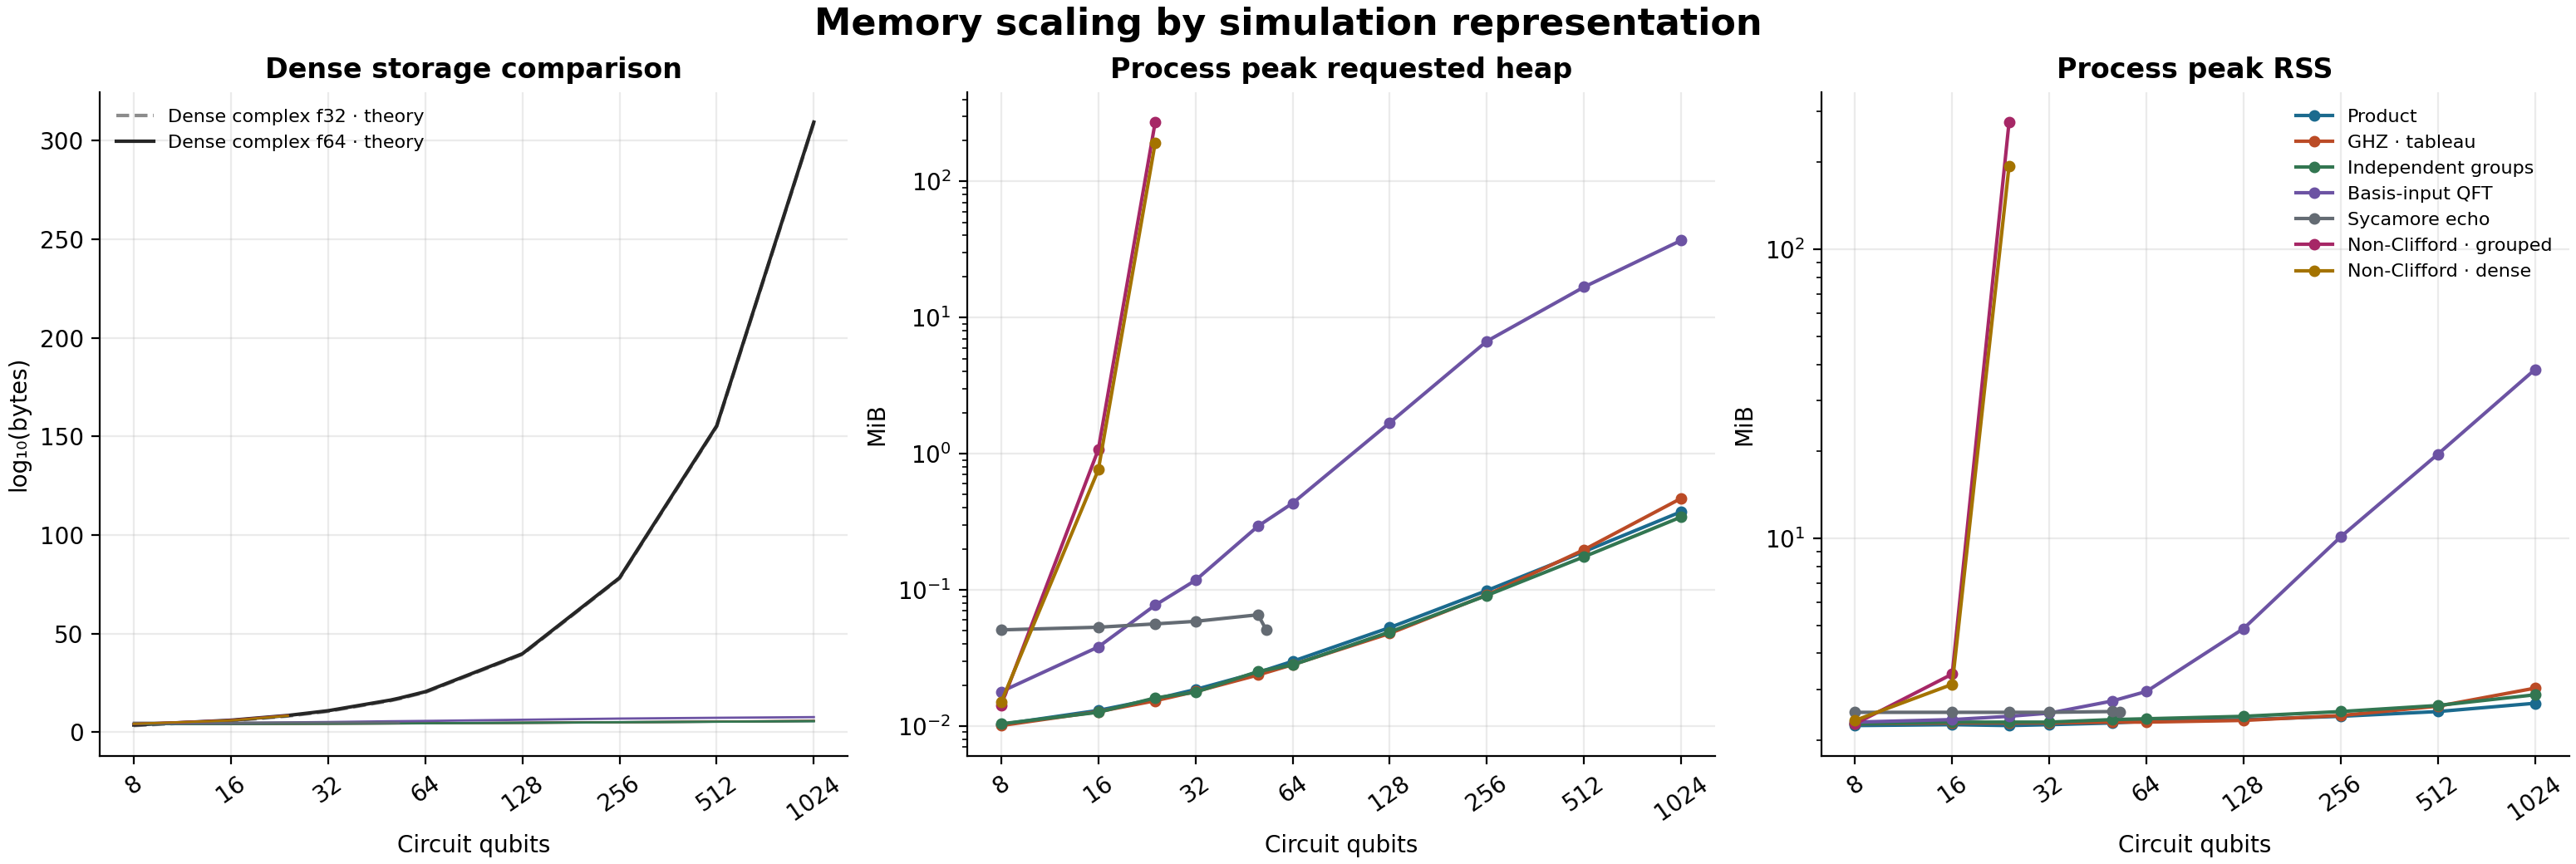 Memory scaling by simulation representation
Dense storage comparison
Dense complex f32 · theory
Dense complex f64 · theory
log₁₀(bytes)
300
250
200
150
100
50
0
8
16
32
64
128
256
512
1024
Circuit qubits
Process peak requested heap
MiB
10²
10¹
10⁰
10⁻¹
10⁻²
8
16
32
64
128
256
512
1024
Circuit qubits
Process peak RSS
Product
GHZ · tableau
Independent groups
Basis-input QFT
Sycamore echo
Non-Clifford · grouped
Non-Clifford · dense
MiB
10²
10¹
8
16
32
64
128
256
512
1024
Circuit qubits